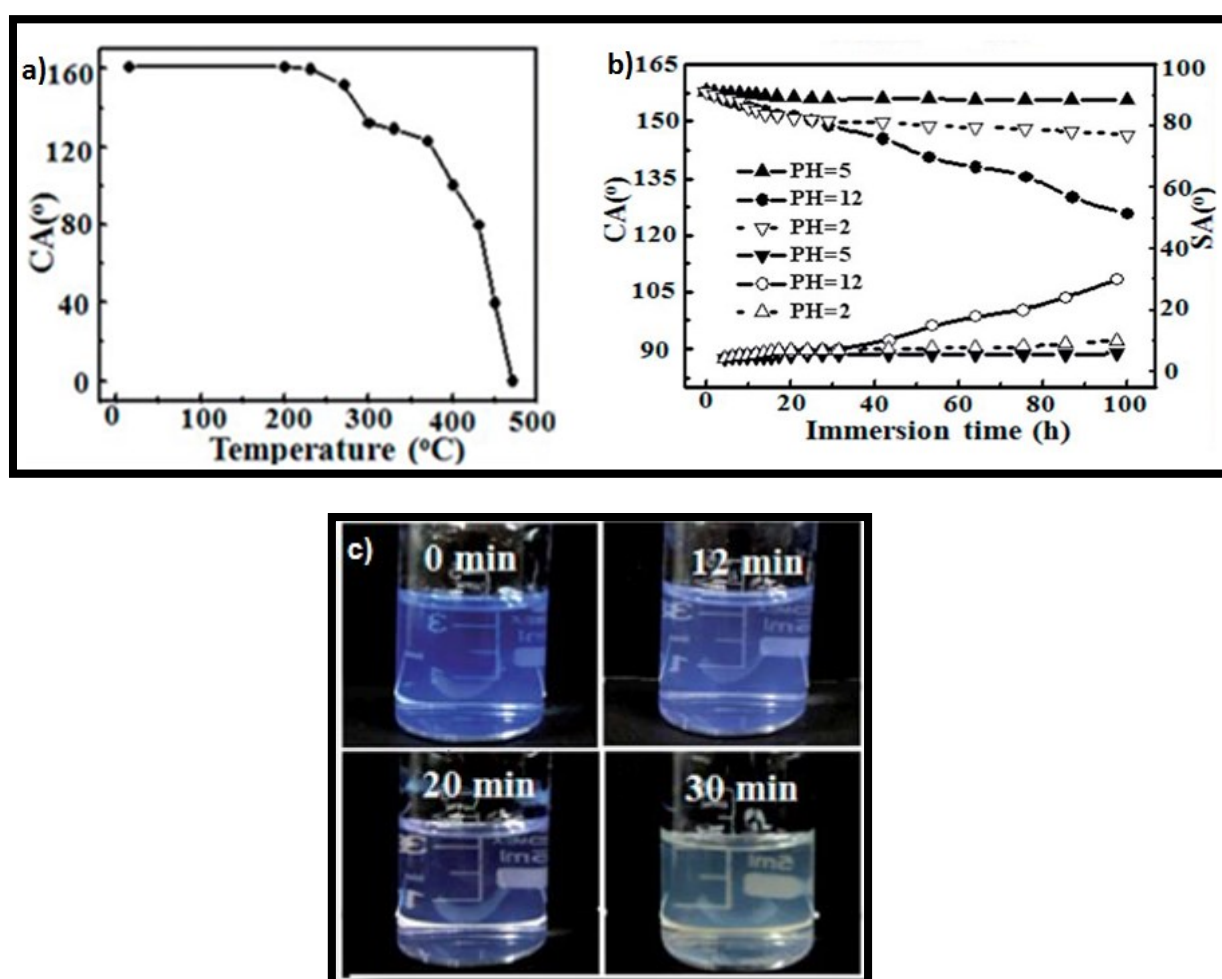 a)
CA(º)
160
120
80
40
0
0 100 200 300 400 500
Temperature (ºC)
b)
CA(º)
165
150
135
120
105
90
PH=5
PH=12
PH=2
PH=5
PH=12
PH=2
100
80
60
40
20
0
SA(º)
0 20 40 60 80 100
Immersion time (h)
c)
0 min
12 min
20 min
30 min